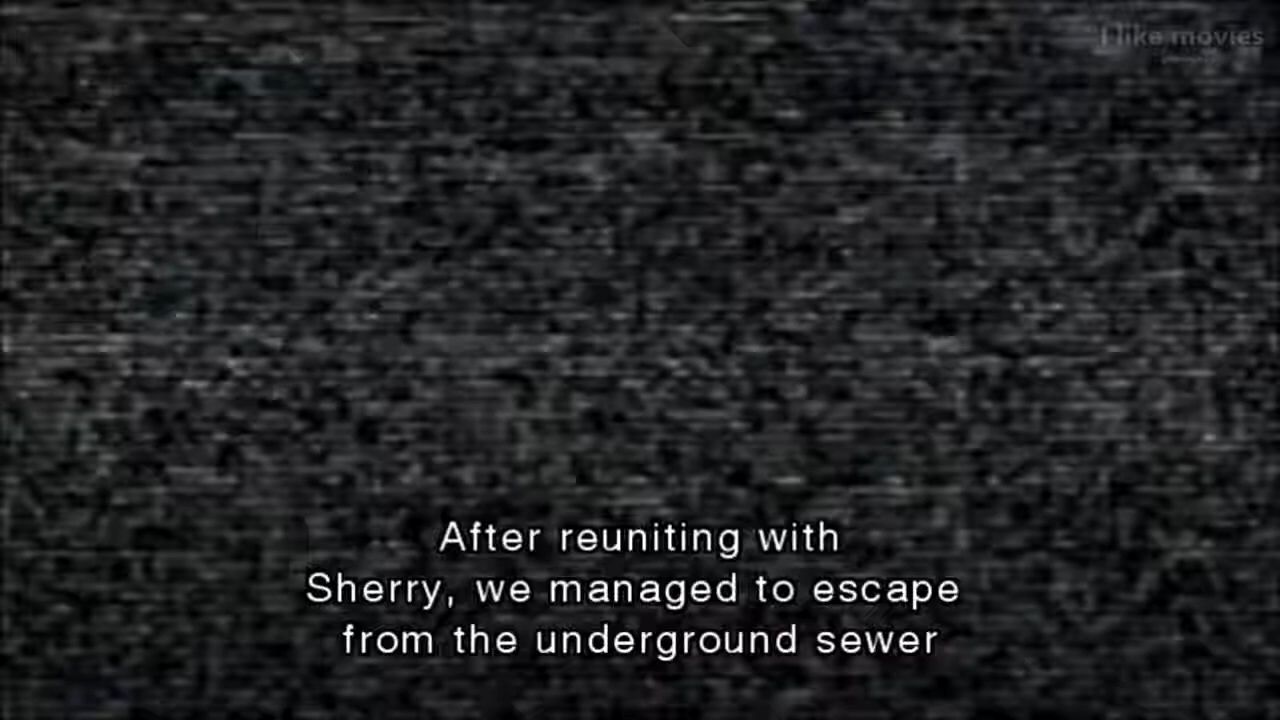 I like movies
After reuniting with
Sherry, we managed to escape
from the underground sewer